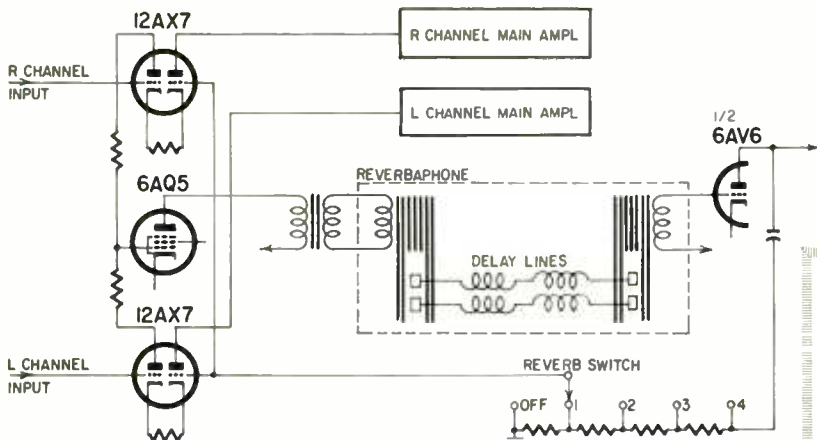 12AX7
R CHANNEL MAIN AMPL
R CHANNEL
INPUT
L CHANNEL MAIN AMPL
1/2
6AV6
6AQ5
REVERBAPHONE
DELAY LINES
12AX7
L CHANNEL
INPUT
REVERB SWITCH
OFF 1 2 3 4